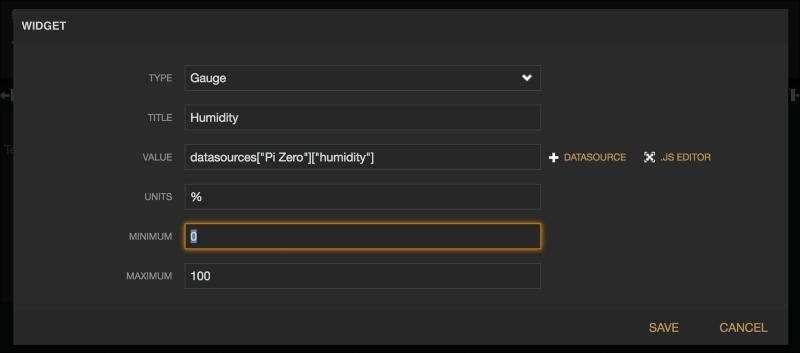 WIDGET
TYPE Gauge
TITLE Humidity
VALUE datasources["Pi Zero"]["humidity"] DATASOURCE .JS EDITOR
UNITS %
MINIMUM 0
MAXIMUM 100
SAVE CANCEL